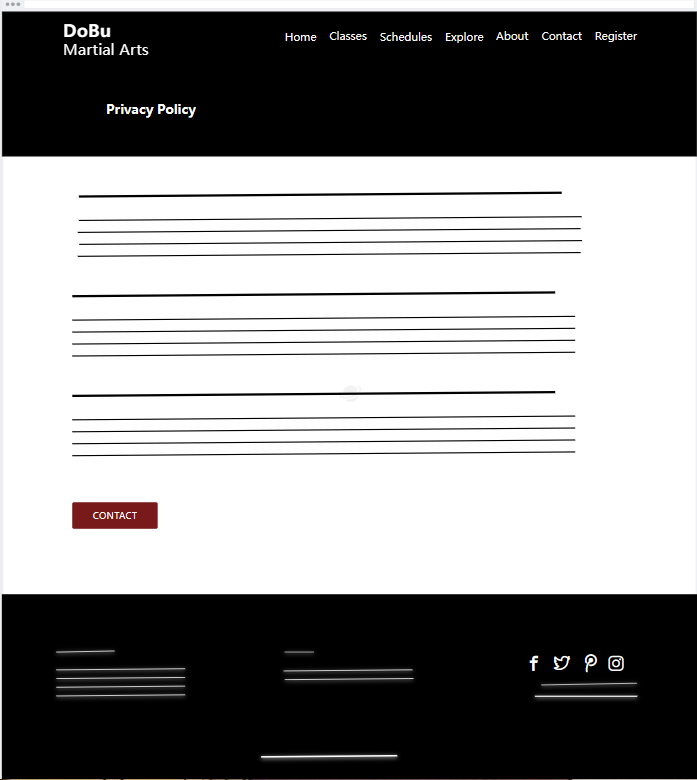 DoBu
Martial Arts
Home Classes Schedules Explore About Contact Register
Privacy Policy
CONTACT